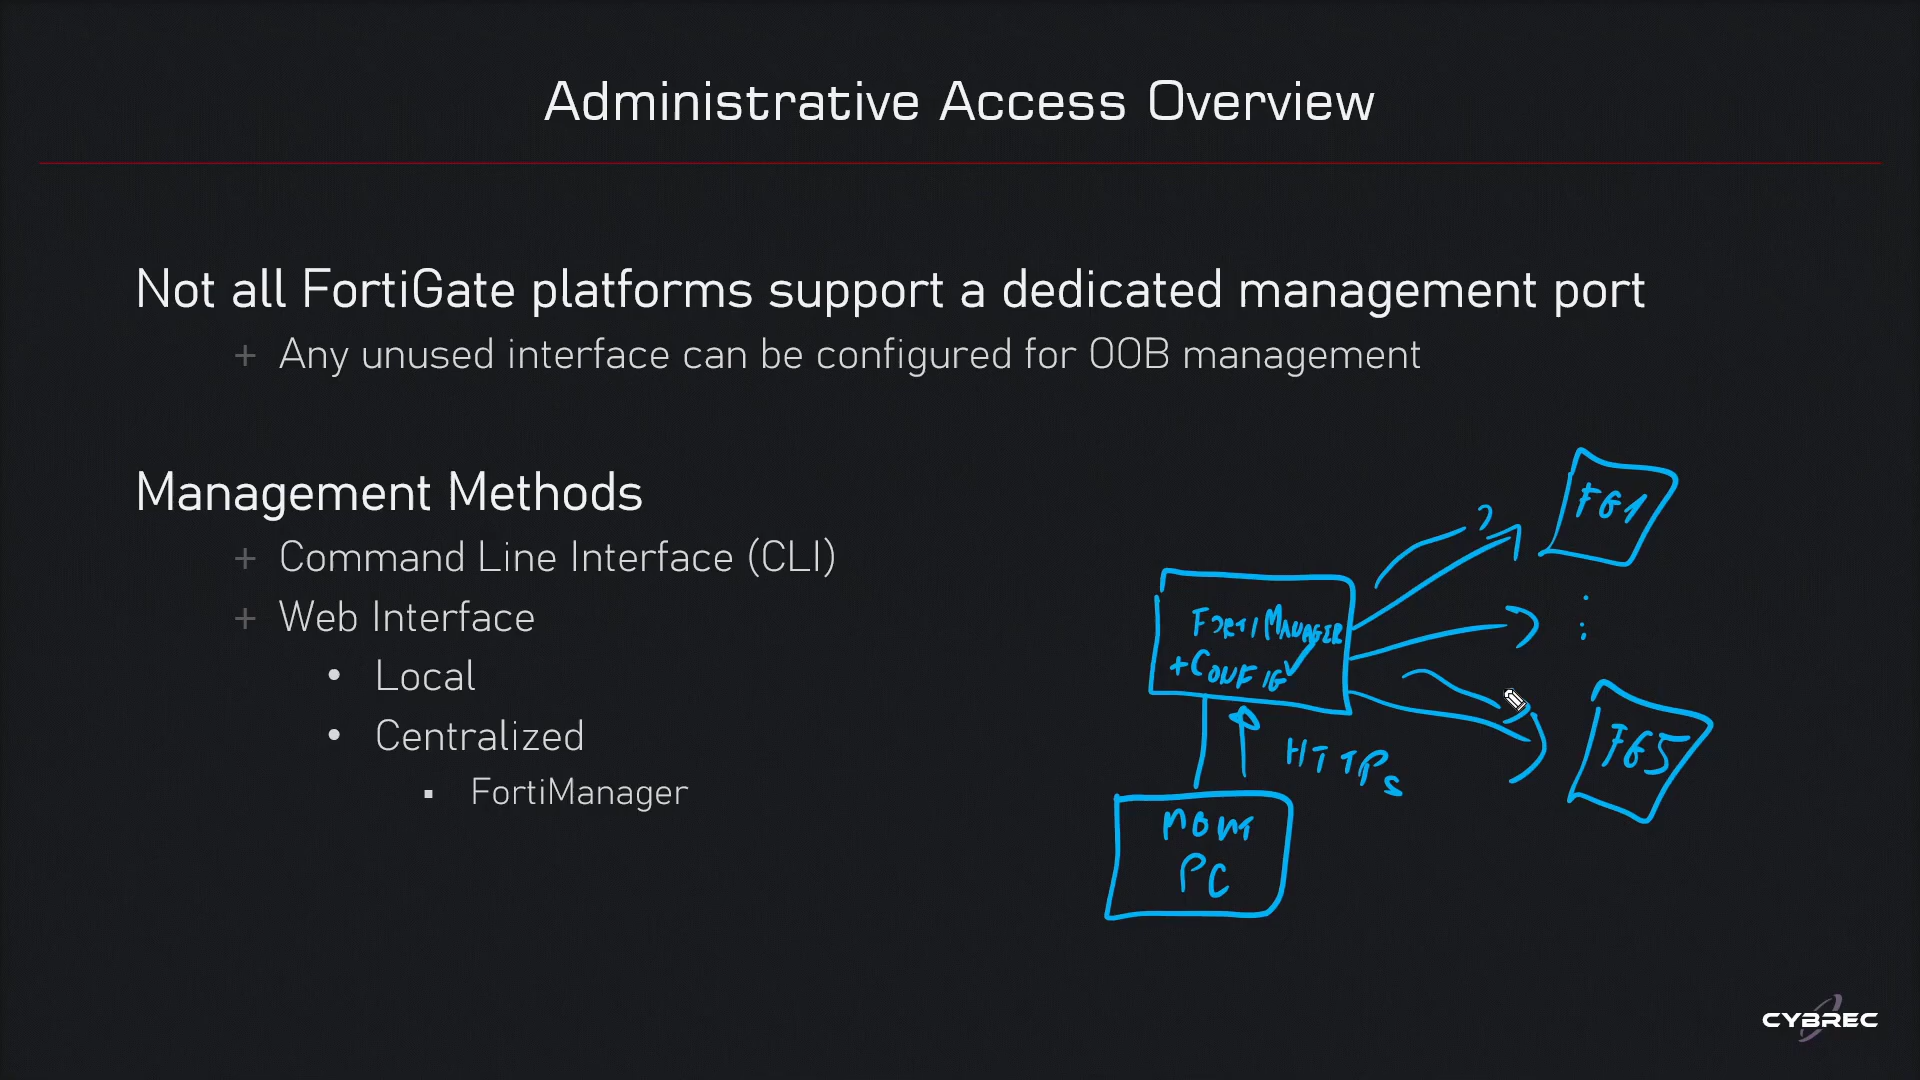 Administrative Access Overview
Not all FortiGate platforms support a dedicated management port
+ Any unused interface can be configured for OOB management
Management Methods
+ Command Line Interface (CLI)
+ Web Interface
• Local
• Centralized
▪ FortiManager
FG1
FORTIMANAGER
+CONFIG
FG5
HTTPS
PC
CYBREC